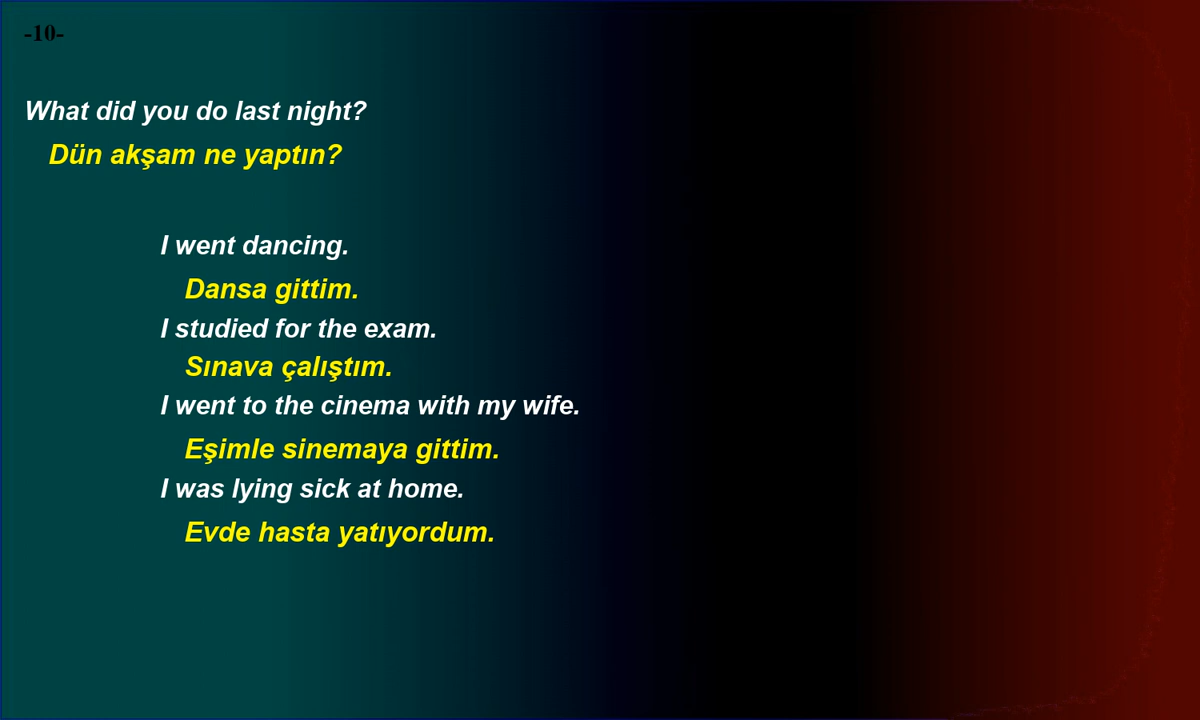 -10-
What did you do last night?
Dün akşam ne yaptın?
I went dancing.
Dansa gittim.
I studied for the exam.
Sınava çalıştım.
I went to the cinema with my wife.
Eşimle sinemaya gittim.
I was lying sick at home.
Evde hasta yatıyordum.